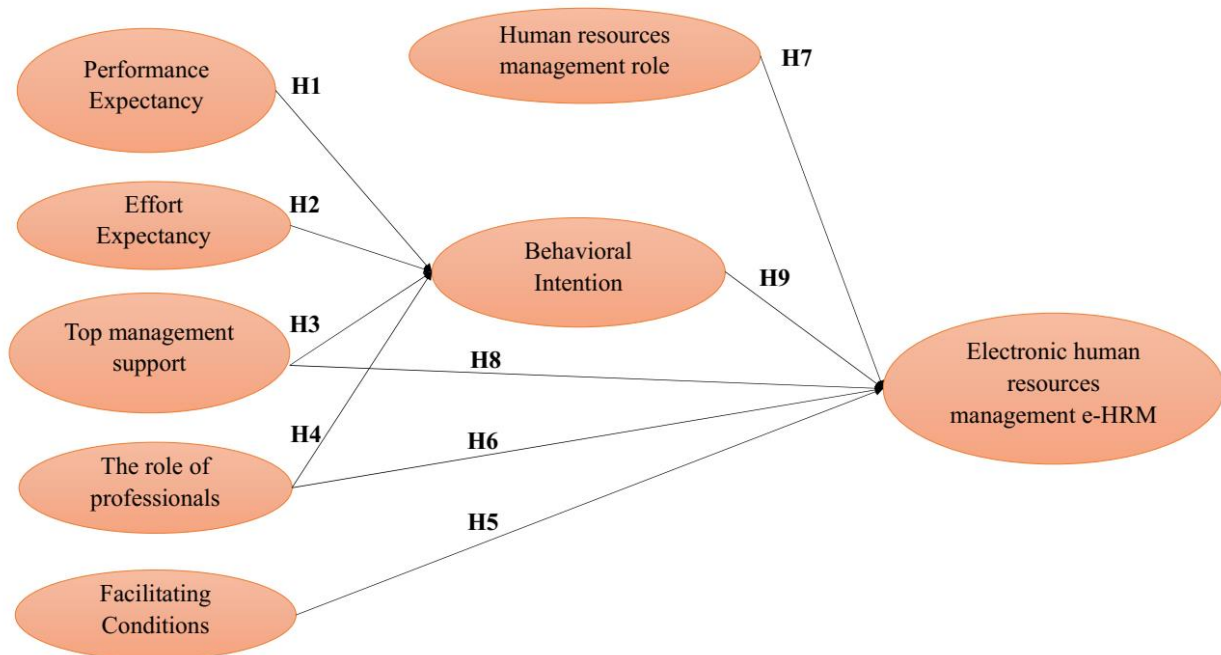 Performance
Expectancy
H1
Human resources
management role
H7
Effort
Expectancy
H2
Behavioral
Intention
H9
Top management
support
H3
H8
Electronic human
resources
management e-HRM
The role of
professionals
H4
H6
H5
Facilitating
Conditions